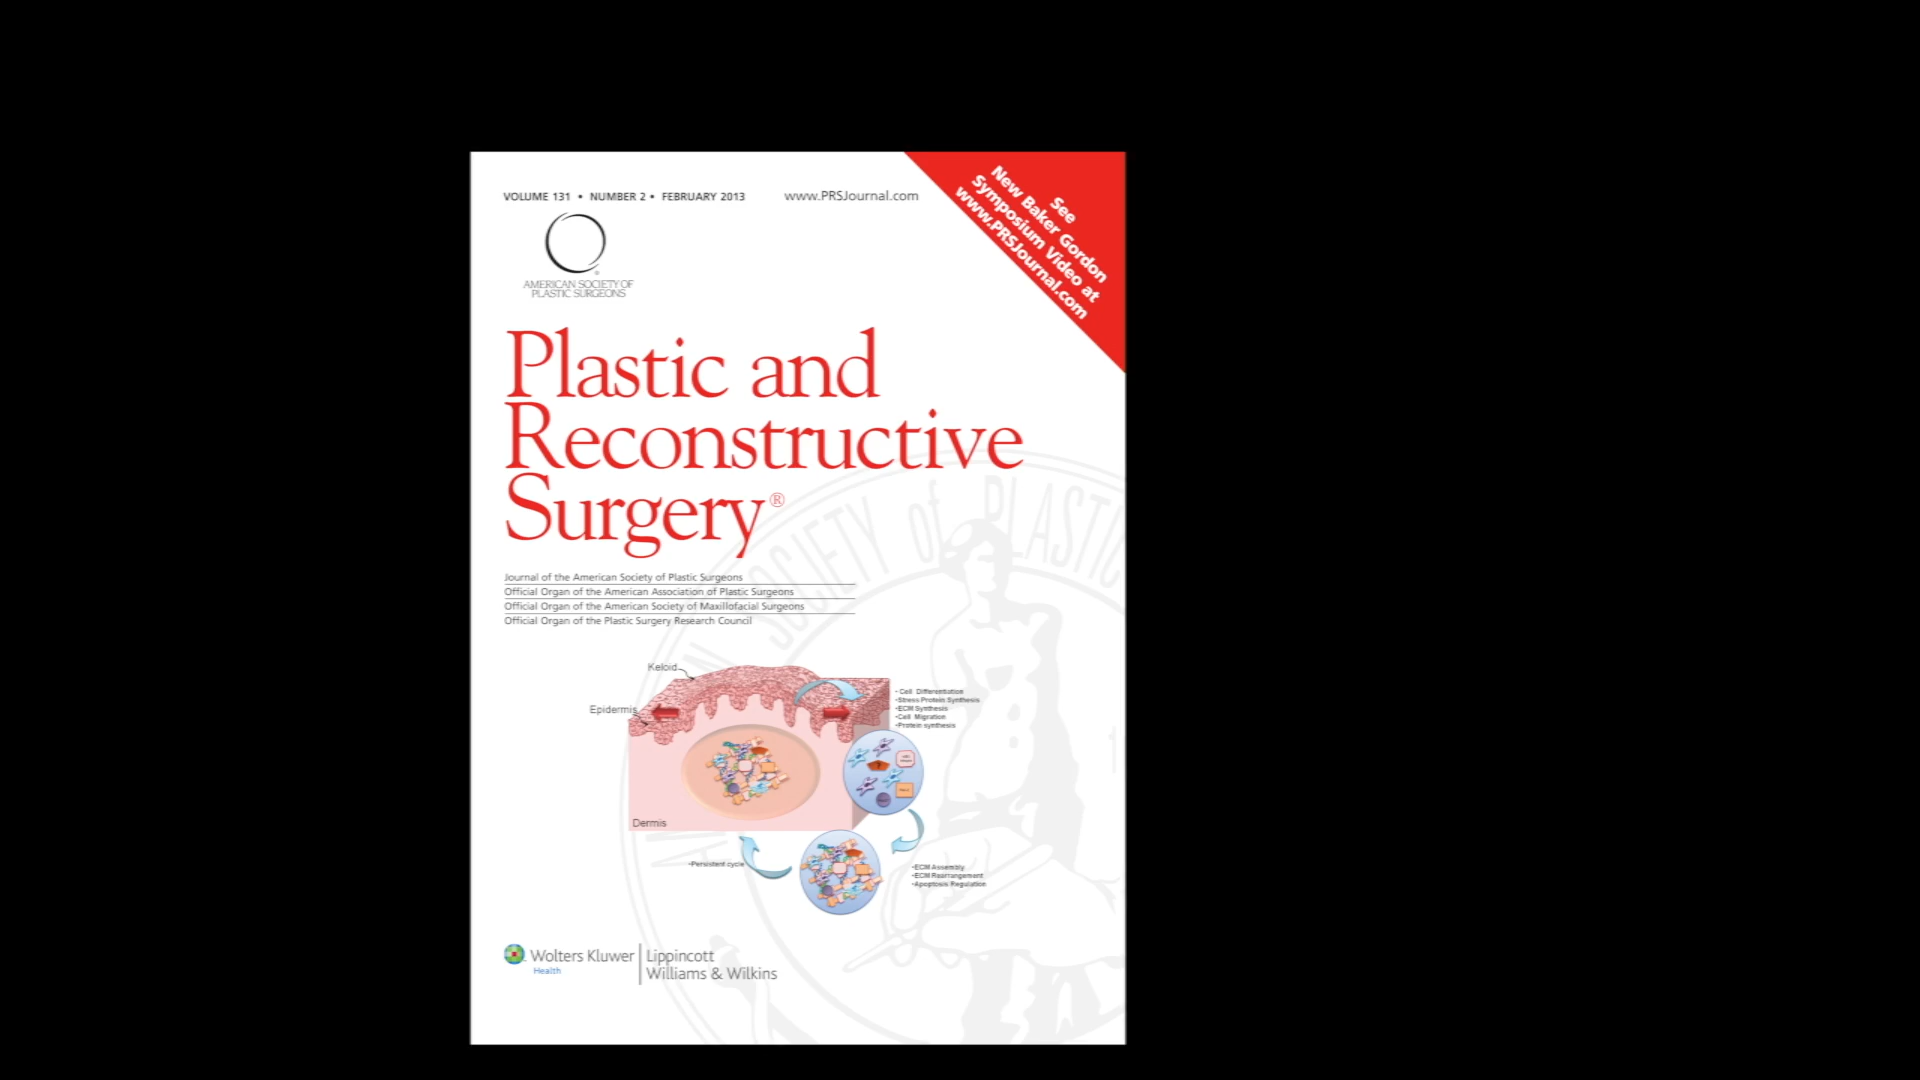 VOLUME 131 • NUMBER 2 • FEBRUARY 2013
www.PRSJournal.com
See
New Baker Gordon
Symposium Video at
www.PRSJournal.com
AMERICAN SOCIETY OF
PLASTIC SURGEONS
Plastic and
Reconstructive
Surgery®
Journal of the American Society of Plastic Surgeons
Official Organ of the American Association of Plastic Surgeons
Official Organ of the American Society of Maxillofacial Surgeons
Official Organ of the Plastic Surgery Research Council
SOCIETY of PLASTIC
Keloid
Epidermis
•Cell Differentiation
•Stress Protein Synthesis
•ECM Synthesis
•Cell Migration
•Protein synthesis
Dermis
•Persistent cycle
•ECM Assembly
•ECM Rearrangement
•Apoptosis Regulation
Wolters Kluwer
Health
Lippincott
Williams & Wilkins